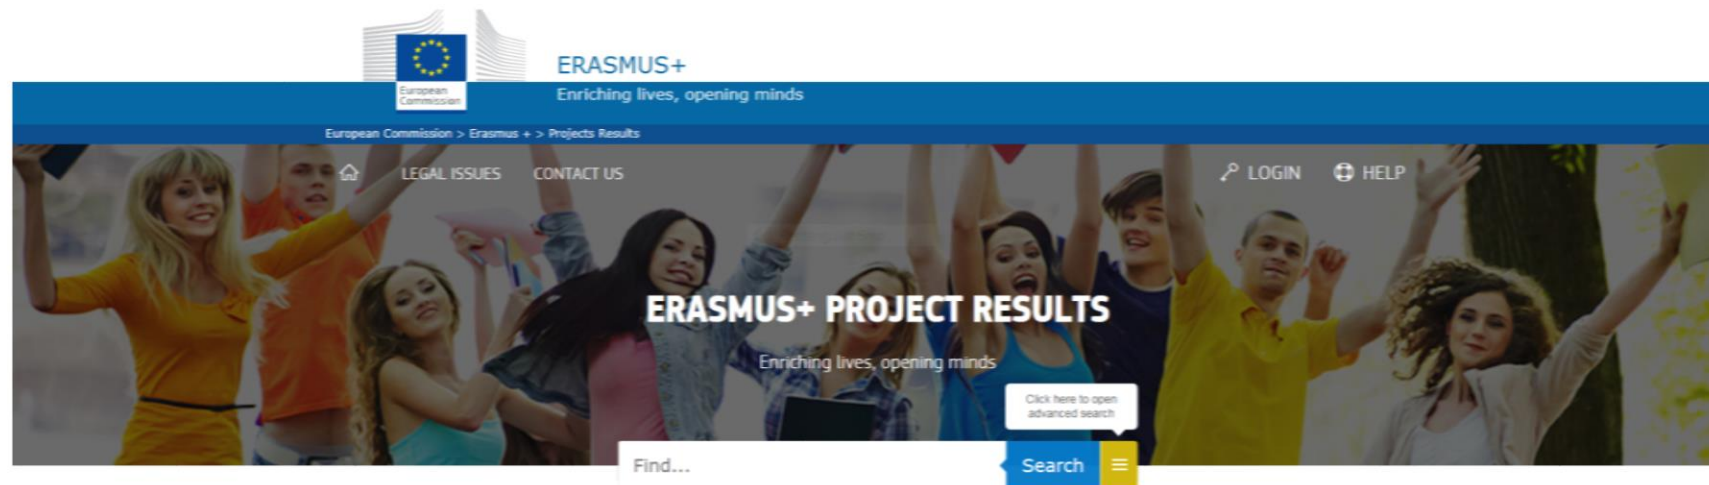 ERASMUS+
European
Commission
Enriching lives, opening minds
European Commission > Erasmus + > Projects Results
LEGAL ISSUES CONTACT US LOGIN HELP
ERASMUS+ PROJECT RESULTS
Enriching lives, opening minds
Click here to open
advanced search
Find... Search